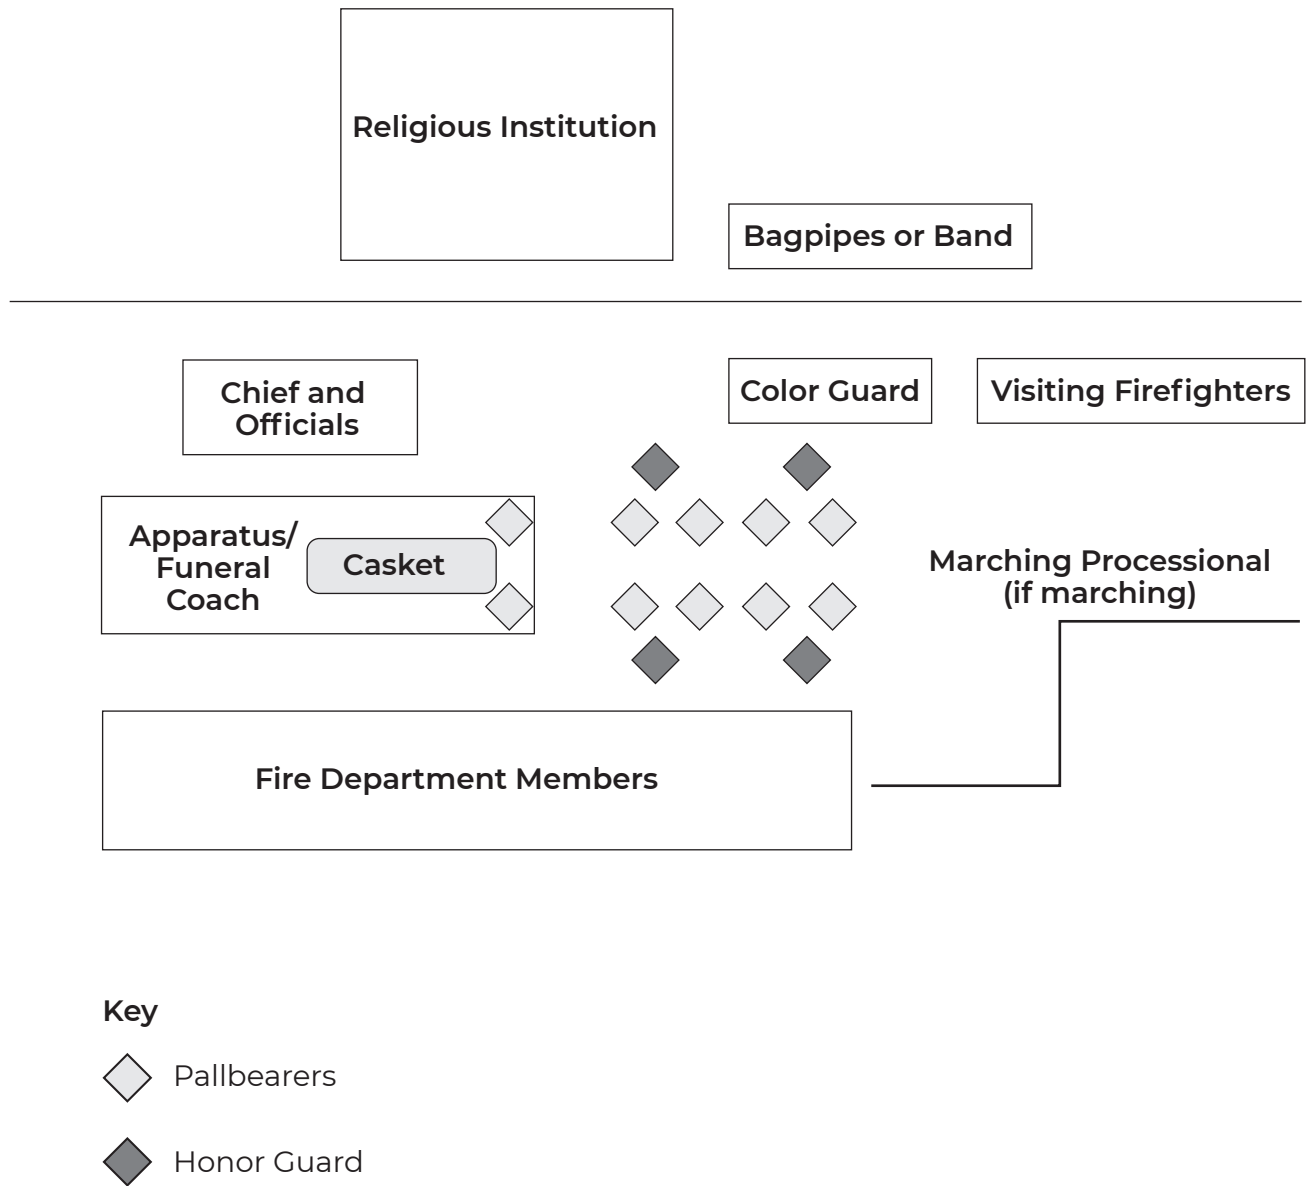 Religious Institution
Bagpipes or Band
Chief and
Officials
Color Guard
Visiting Firefighters
Apparatus/
Funeral
Coach
Casket
Marching Processional
(if marching)
Fire Department Members
Key
Pallbearers
Honor Guard